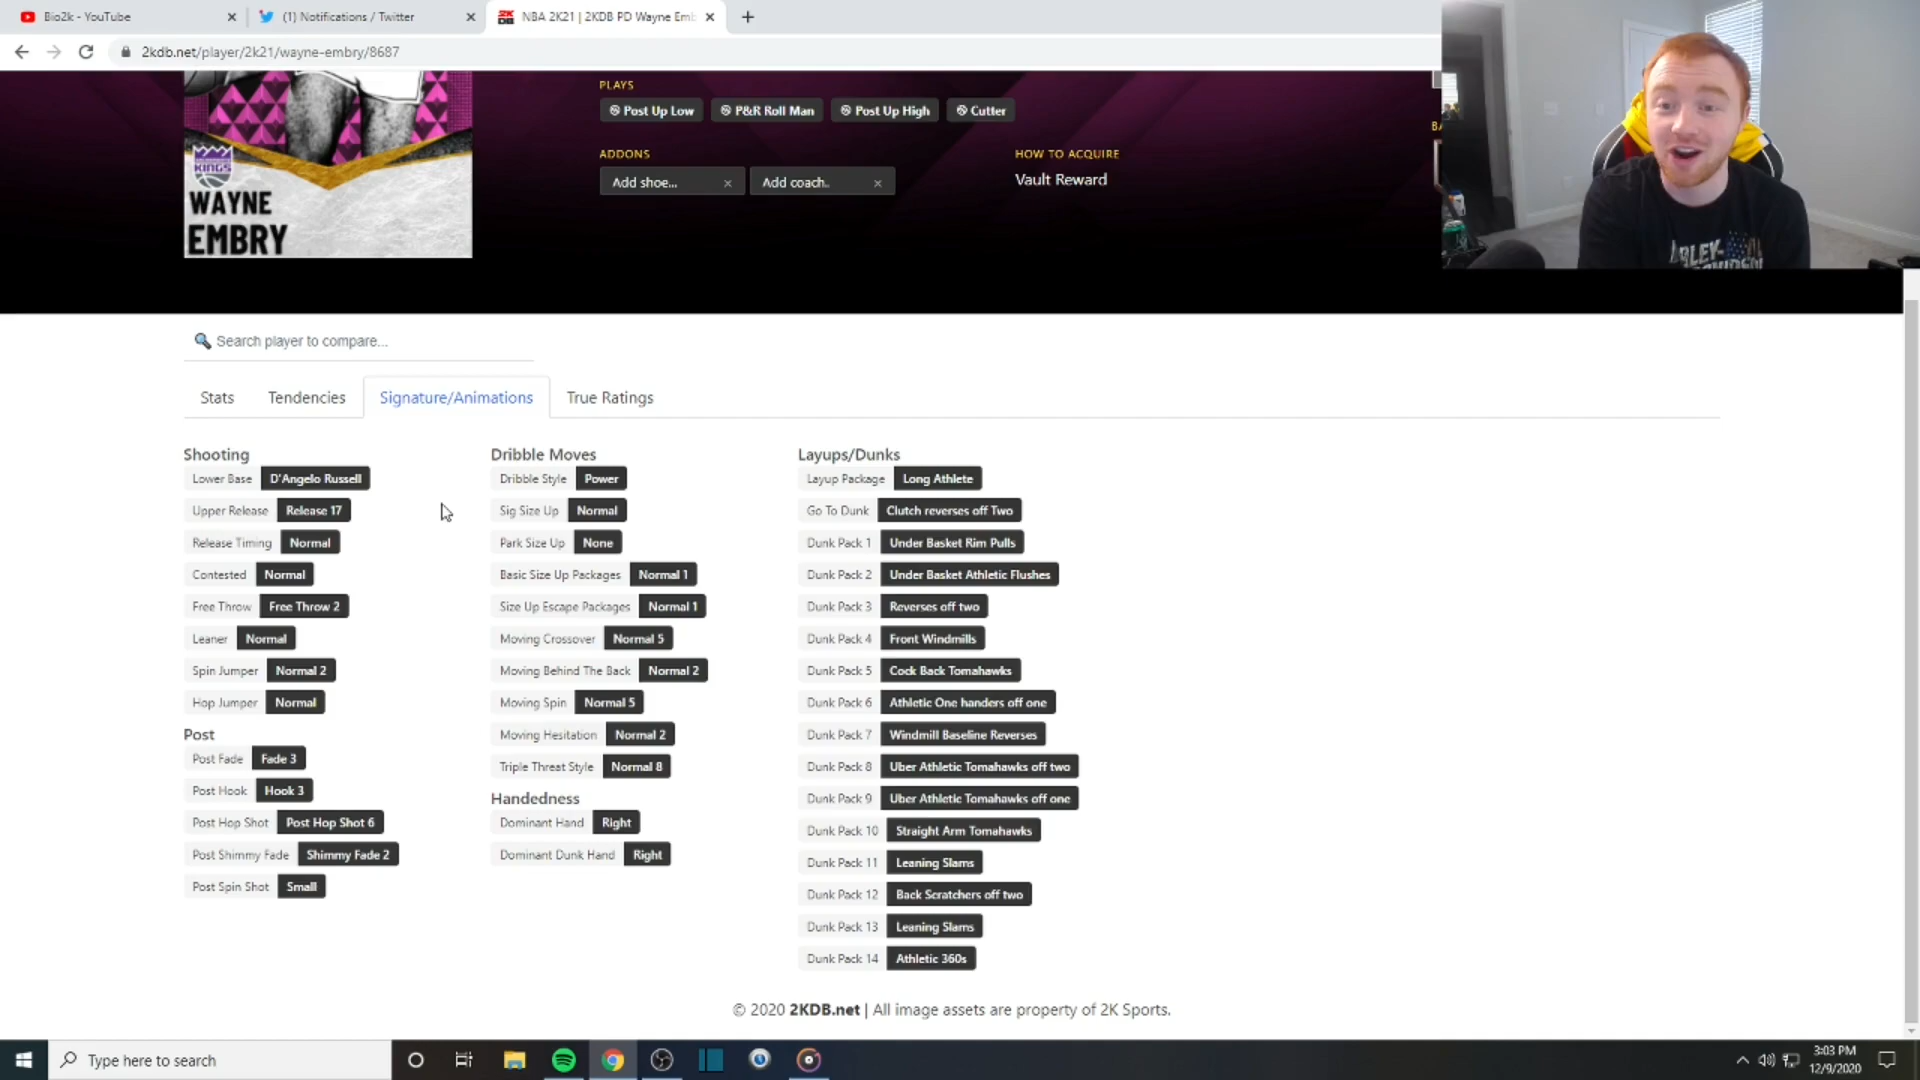 Bio2k - YouTube
(1) Notifications / Twitter
2K DB
NBA 2K21 | 2KDB PD Wayne Emb
2kdb.net/player/2k21/wayne-embry/8687
PLAYS
Post Up Low
P&R Roll Man
Post Up High
Cutter
ADDONS
Add shoe...
Add coach..
HOW TO ACQUIRE
Vault Reward
KINGS
WAYNE
EMBRY
Search player to compare...
Stats
Tendencies
Signature/Animations
True Ratings
Shooting
Lower Base D'Angelo Russell
Upper Release Release 17
Release Timing Normal
Contested Normal
Free Throw Free Throw 2
Leaner Normal
Spin Jumper Normal 2
Hop Jumper Normal
Post
Post Fade Fade 3
Post Hook Hook 3
Post Hop Shot Post Hop Shot 6
Post Shimmy Fade Shimmy Fade 2
Post Spin Shot Small
Dribble Moves
Dribble Style Power
Sig Size Up Normal
Park Size Up None
Basic Size Up Packages Normal 1
Size Up Escape Packages Normal 1
Moving Crossover Normal 5
Moving Behind The Back Normal 2
Moving Spin Normal 5
Moving Hesitation Normal 2
Triple Threat Style Normal 8
Handedness
Dominant Hand Right
Dominant Dunk Hand Right
Layups/Dunks
Layup Package Long Athlete
Go To Dunk Clutch reverses off Two
Dunk Pack 1 Under Basket Rim Pulls
Dunk Pack 2 Under Basket Athletic Flushes
Dunk Pack 3 Reverses off two
Dunk Pack 4 Front Windmills
Dunk Pack 5 Cock Back Tomahawks
Dunk Pack 6 Athletic One handers off one
Dunk Pack 7 Windmill Baseline Reverses
Dunk Pack 8 Uber Athletic Tomahawks off two
Dunk Pack 9 Uber Athletic Tomahawks off one
Dunk Pack 10 Straight Arm Tomahawks
Dunk Pack 11 Leaning Slams
Dunk Pack 12 Back Scratchers off two
Dunk Pack 13 Leaning Slams
Dunk Pack 14 Athletic 360s
© 2020 2KDB.net | All image assets are property of 2K Sports.
Type here to search
3:03 PM
12/9/2020